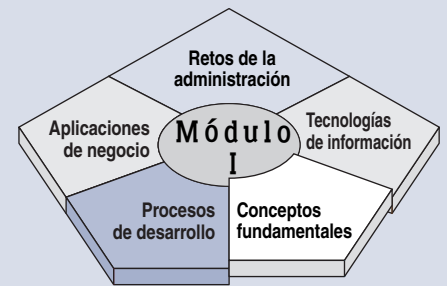 Retos de la
administración
Aplicaciones
de negocio
Módulo
I
Tecnologías
de información
Procesos
de desarrollo
Conceptos
fundamentales